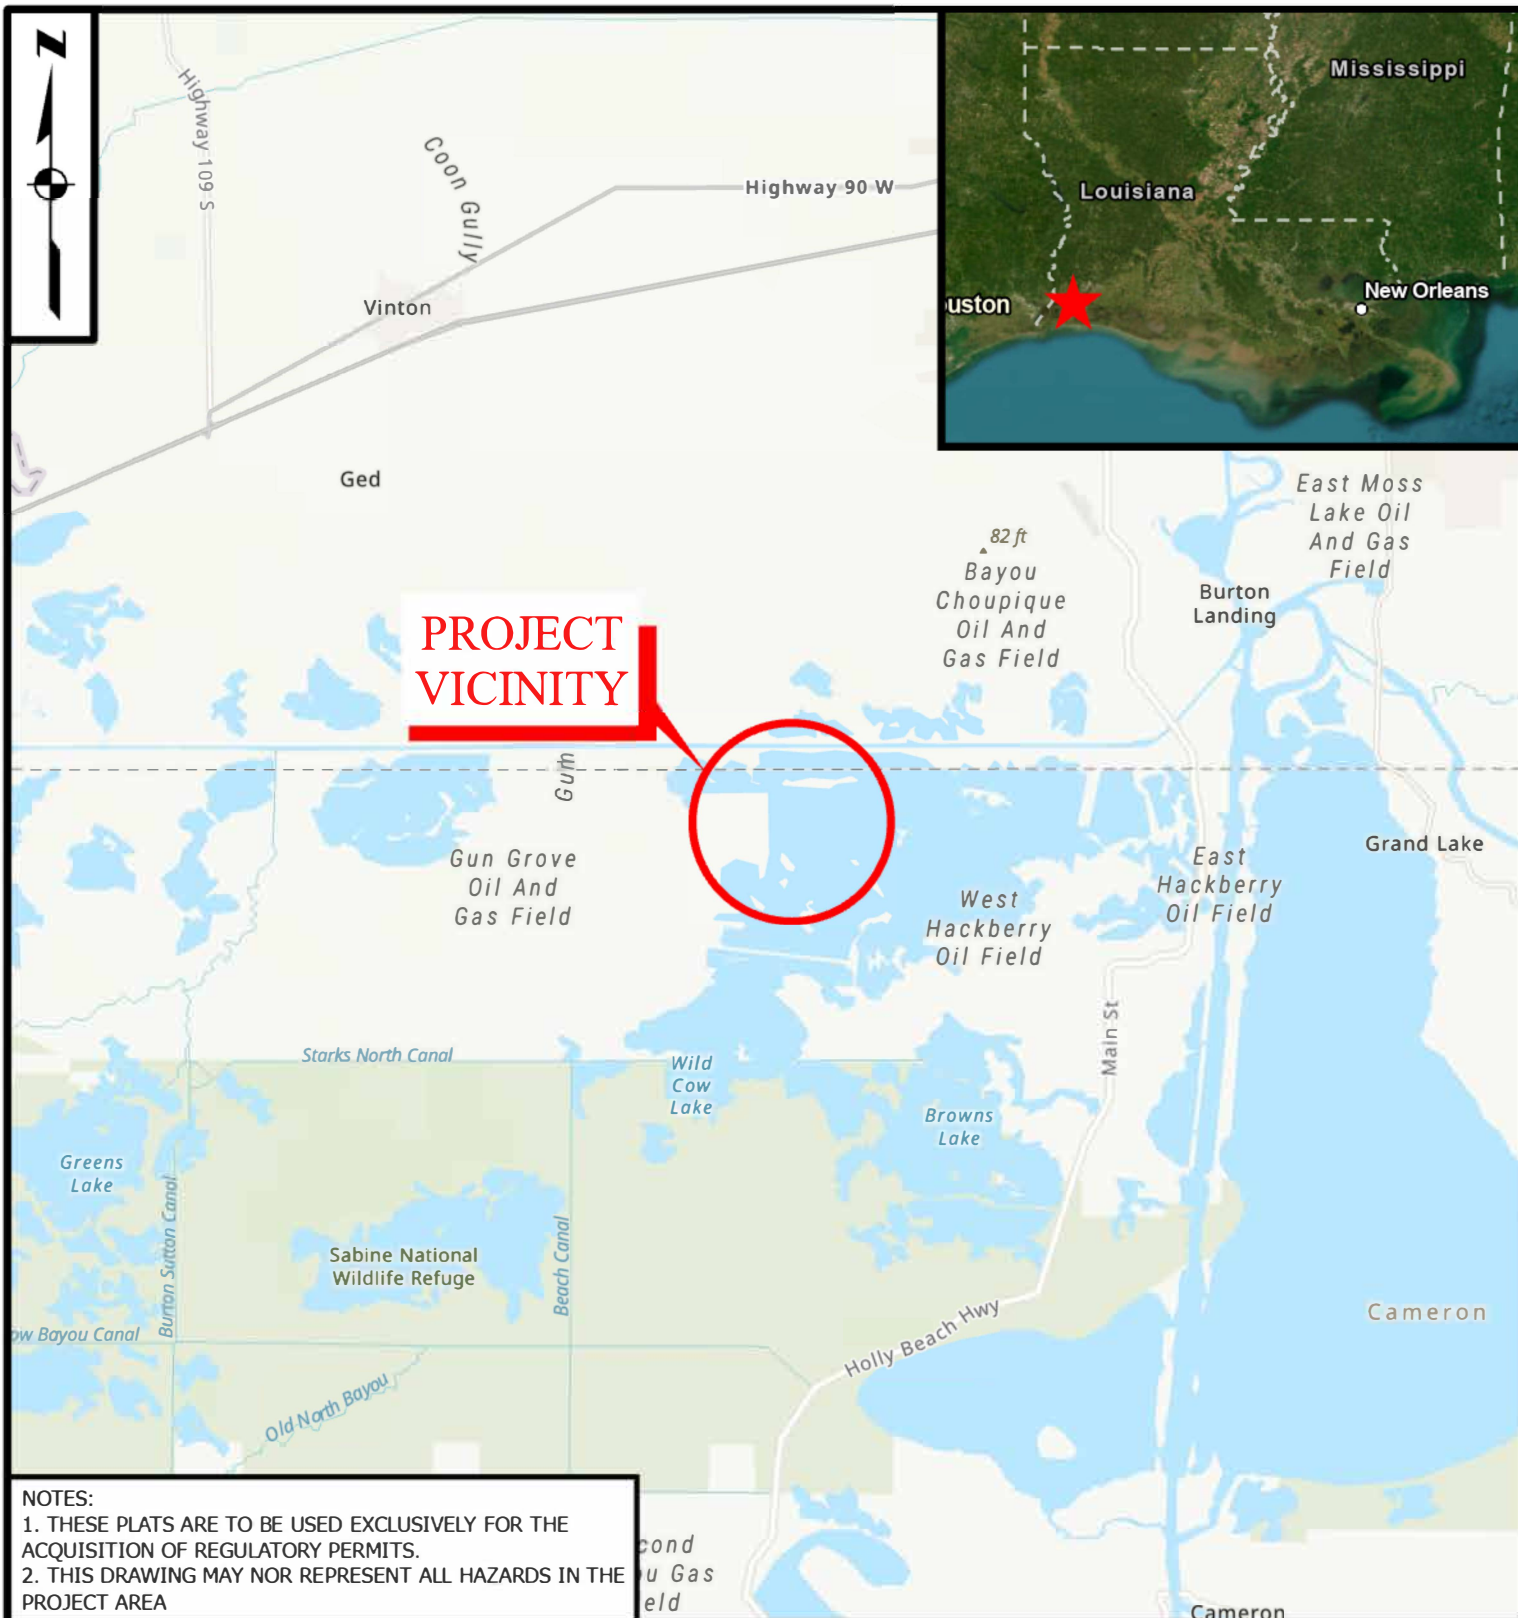 N
Highway 109 S
Coon Gully
Highway 90 W
Vinton
Ged
Mississippi
Louisiana
uston
New Orleans
East Moss
Lake Oil
And Gas
Field
82 ft
Bayou
Choupique
Oil And
Gas Field
Burton
Landing
PROJECT
VICINITY
Gum
Gun Grove
Oil And
Gas Field
West
Hackberry
Oil Field
East
Hackberry
Oil Field
Grand Lake
Main St
Starks North Canal
Wild
Cow
Lake
Browns
Lake
Greens
Lake
Burton Sutton Canal
Sabine National
Wildlife Refuge
Beach Canal
ow Bayou Canal
Old North Bayou
Holly Beach Hwy
Cameron
NOTES:
1. THESE PLATS ARE TO BE USED EXCLUSIVELY FOR THE
ACQUISITION OF REGULATORY PERMITS.
2. THIS DRAWING MAY NOR REPRESENT ALL HAZARDS IN THE
PROJECT AREA
cond
u Gas
eld
Cameron